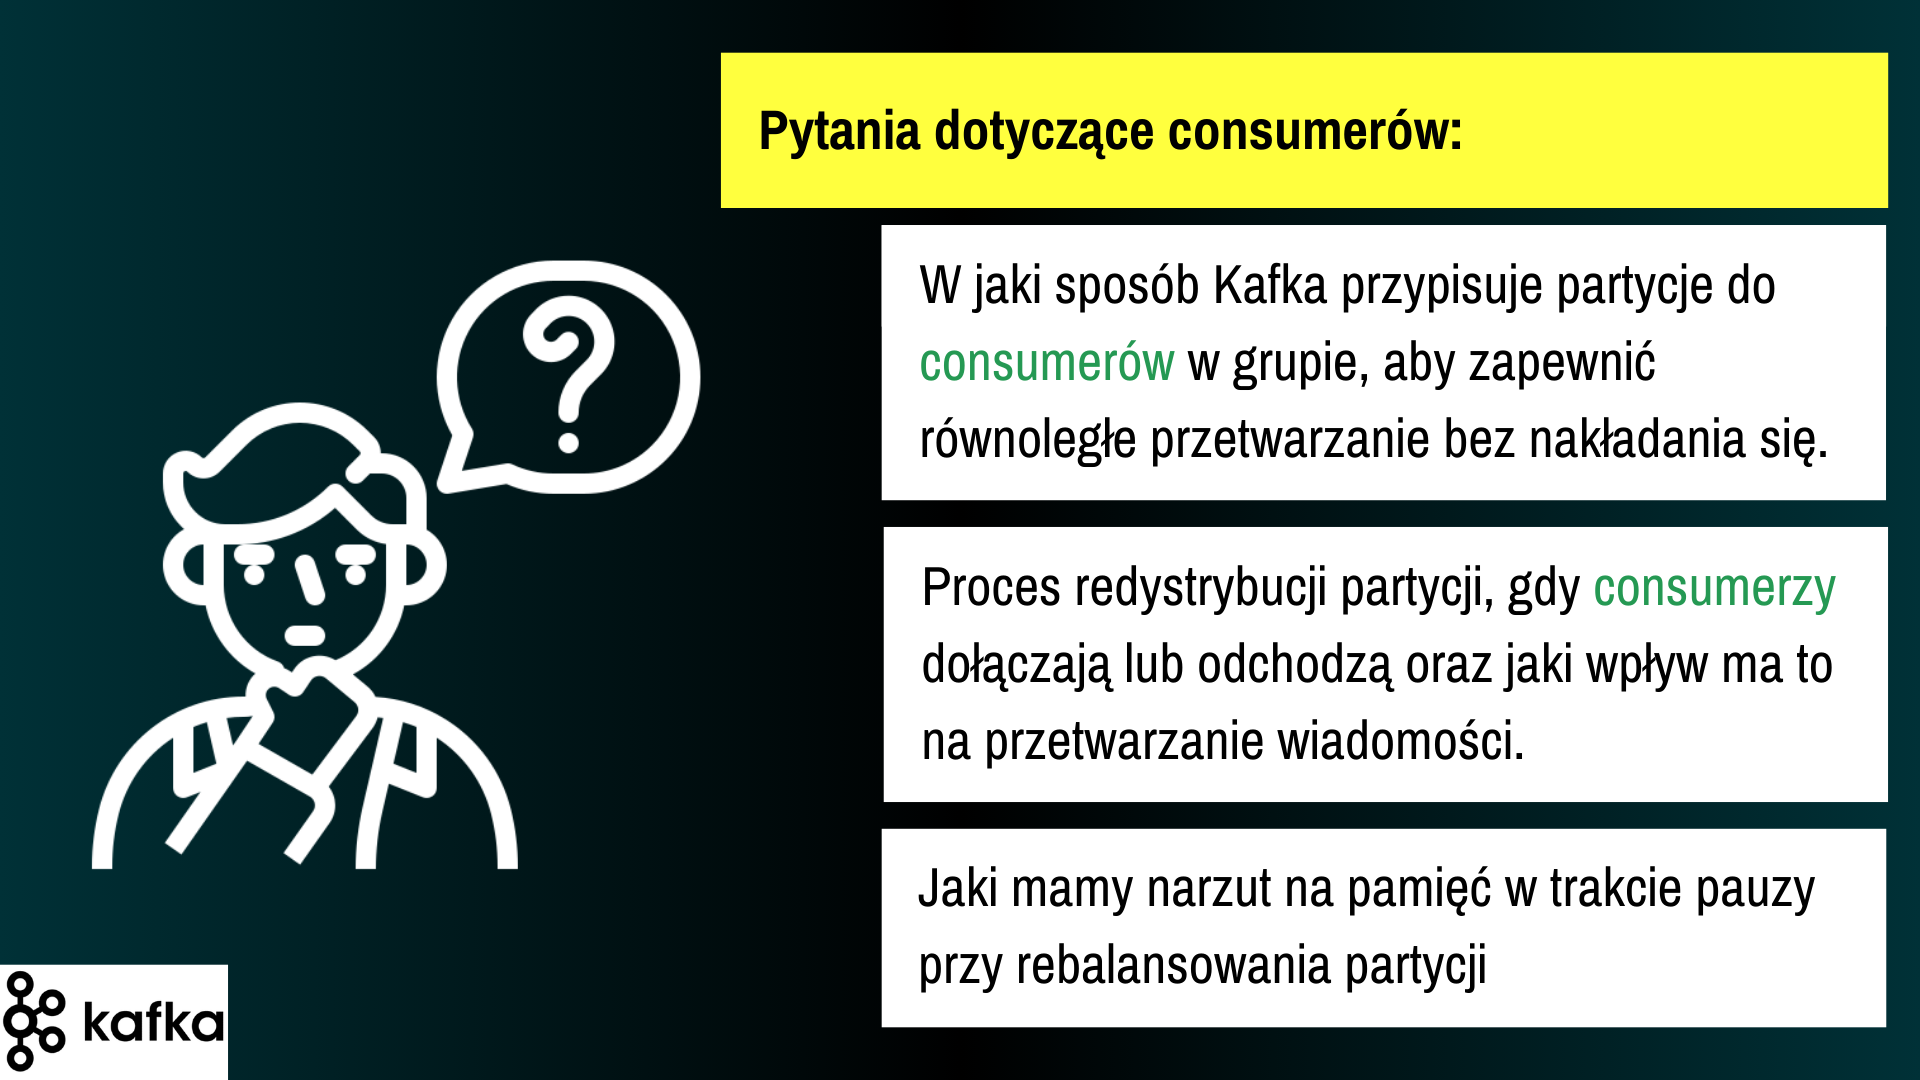 Pytania dotyczące consumerów:
W jaki sposób Kafka przypisuje partycje do
consumerów w grupie, aby zapewnić
równoległe przetwarzanie bez nakładania się.
Proces redystrybucji partycji, gdy consumerzy
dołączają lub odchodzą oraz jaki wpływ ma to
na przetwarzanie wiadomości.
Jaki mamy narzut na pamięć w trakcie pauzy
przy rebalansowania partycji
kafka